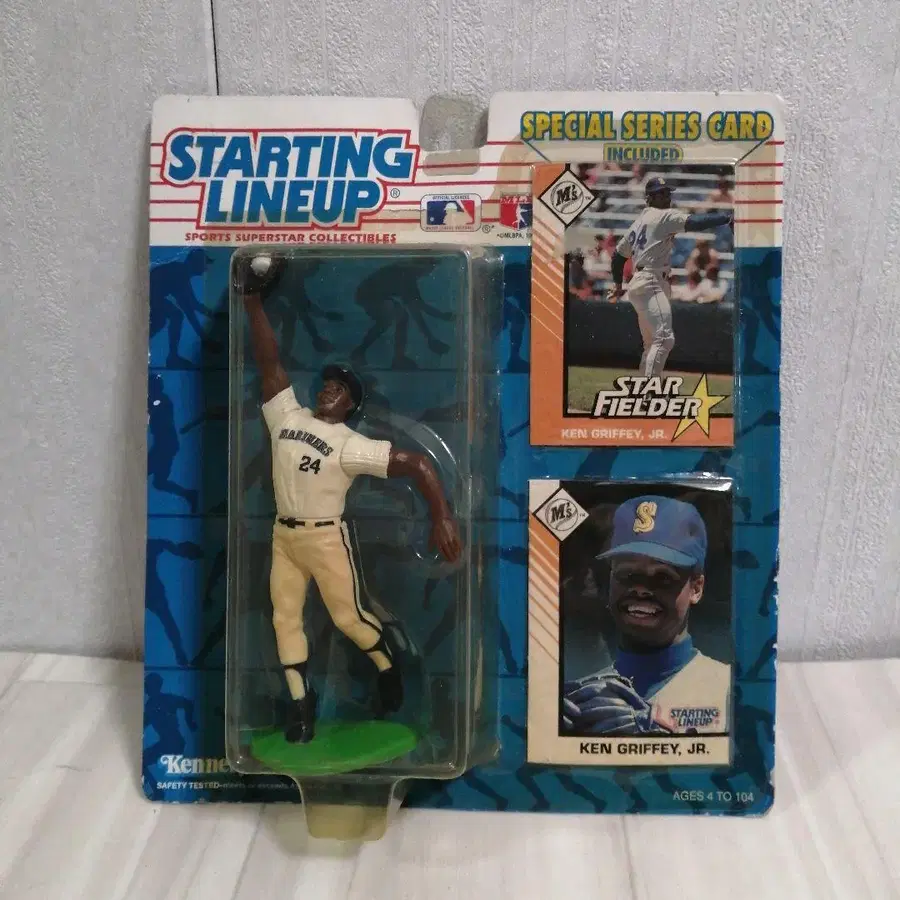 STARTING
LINEUP®
SPORTS SUPERSTAR COLLECTIBLES
SPECIAL SERIES CARD
INCLUDED
M's
24
STAR
FIELDER
KEN GRIFFEY, JR.
MARINERS
24
M's
S
STARTING
LINEUP®
KEN GRIFFEY, JR.
Kenne
SAFETY TESTED
AGES 4 TO 104